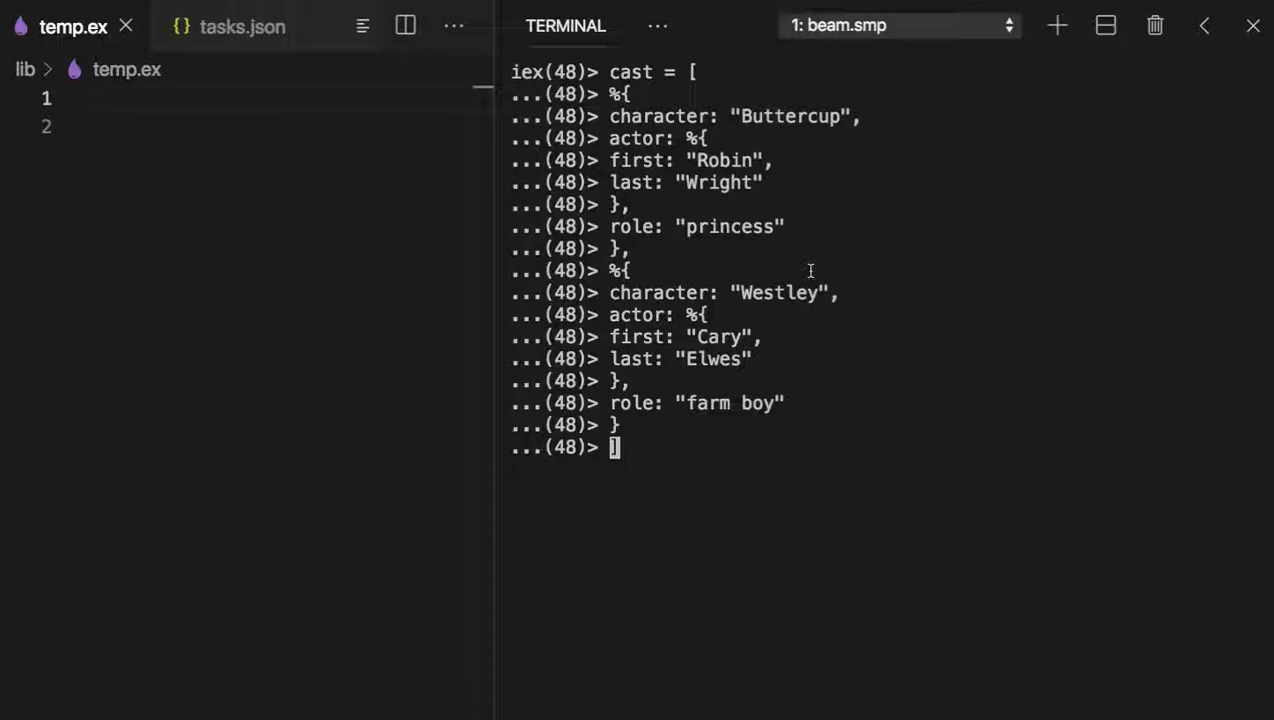 temp.ex
tasks.json
TERMINAL
1: beam.smp
lib > temp.ex
1
2
iex(48)> cast = [
...(48)> %{
...(48)> character: "Buttercup",
...(48)> actor: %{
...(48)> first: "Robin",
...(48)> last: "Wright"
...(48)> },
...(48)> role: "princess"
...(48)> },
...(48)> %{
...(48)> character: "Westley",
...(48)> actor: %{
...(48)> first: "Cary",
...(48)> last: "Elwes"
...(48)> },
...(48)> role: "farm boy"
...(48)> }
...(48)> ]